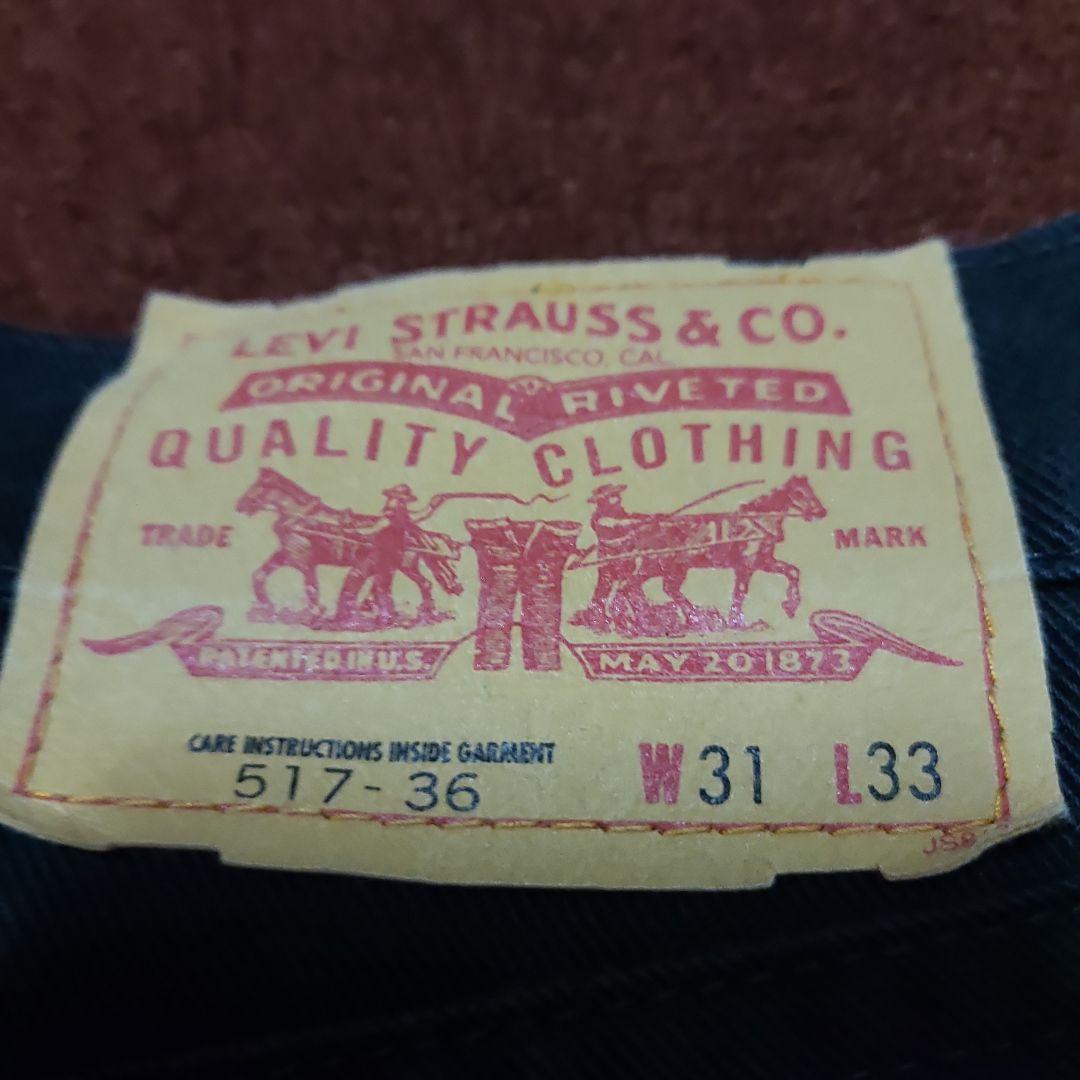 LEVI STRAUSS & CO.
SAN FRANCISCO, CAL.
ORIGINAL RIVETED
QUALITY CLOTHING
TRADE MARK
PATENTED IN U.S. MAY 20 1873
CARE INSTRUCTIONS INSIDE GARMENT
517-36 W31 L33